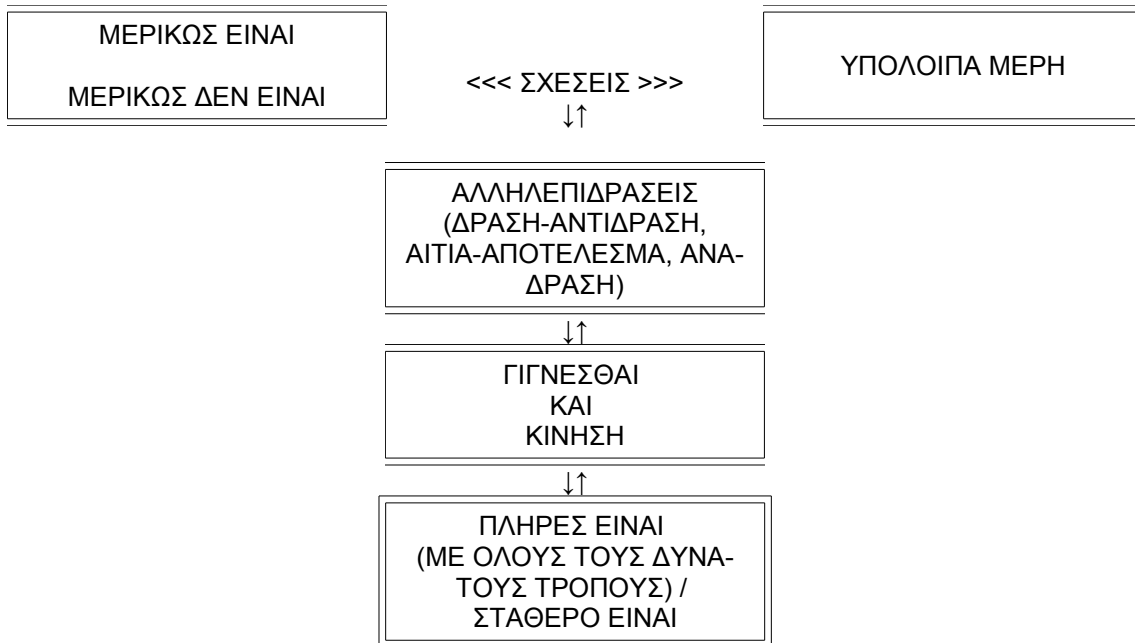 ΜΕΡΙΚΩΣ ΕΙΝΑΙ
ΜΕΡΙΚΩΣ ΔΕΝ ΕΙΝΑΙ
<<< ΣΧΕΣΕΙΣ >>>
↓↑
ΥΠΟΛΟΙΠΑ ΜΕΡΗ
ΑΛΛΗΛΕΠΙΔΡΑΣΕΙΣ
(ΔΡΑΣΗ-ΑΝΤΙΔΡΑΣΗ,
ΑΙΤΙΑ-ΑΠΟΤΕΛΕΣΜΑ, ΑΝΑ-
ΔΡΑΣΗ)
↓↑
ΓΙΓΝΕΣΘΑΙ
ΚΑΙ
ΚΙΝΗΣΗ
↓↑
ΠΛΗΡΕΣ ΕΙΝΑΙ
(ΜΕ ΟΛΟΥΣ ΤΟΥΣ ΔΥΝΑ-
ΤΟΥΣ ΤΡΟΠΟΥΣ) /
ΣΤΑΘΕΡΟ ΕΙΝΑΙ